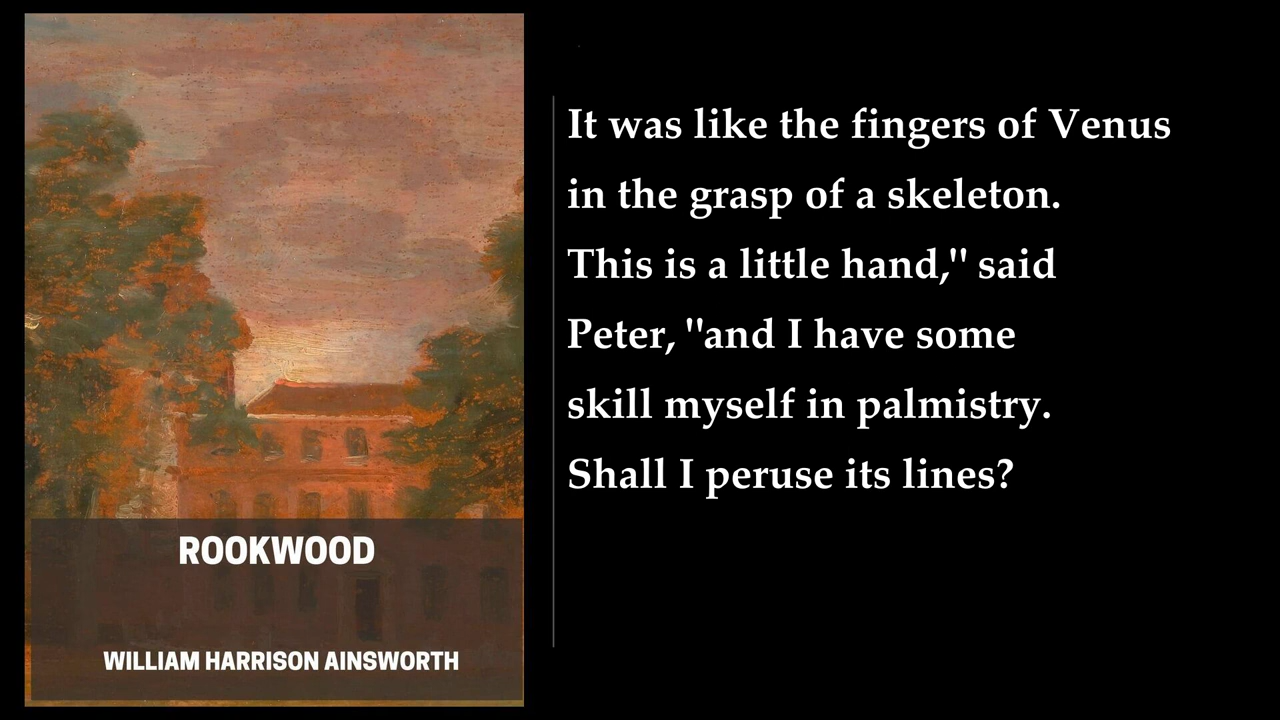 ROOKWOOD
WILLIAM HARRISON AINSWORTH
It was like the fingers of Venus
in the grasp of a skeleton.
This is a little hand," said
Peter, "and I have some
skill myself in palmistry.
Shall I peruse its lines?